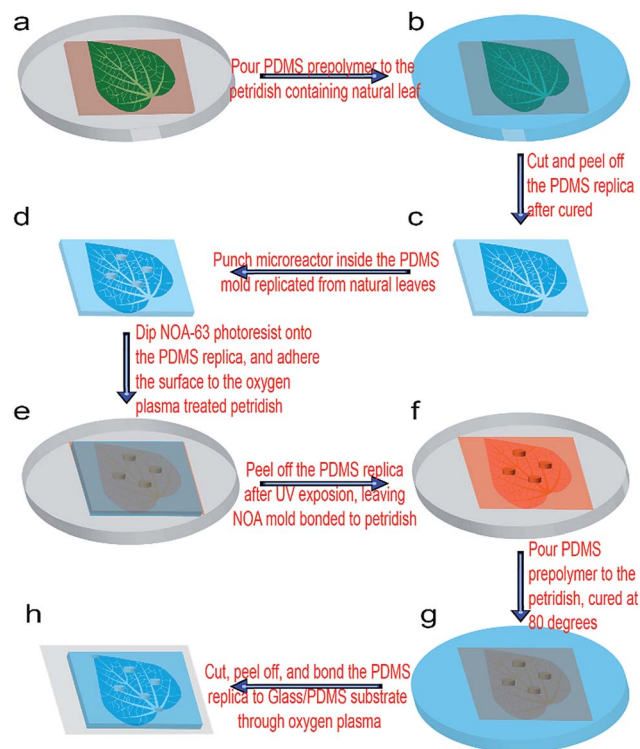 a
b
Pour PDMS prepolymer to the
petridish containing natural leaf
Cut and peel off
the PDMS replica
after cured
d
c
Punch microreactor inside the PDMS
mold replicated from natural leaves
Dip NOA-63 photoresist onto
the PDMS replica, and adhere
the surface to the oxygen
plasma treated petridish
e
f
Peel off the PDMS replica
after UV exposion, leaving
NOA mold bonded to petridish
Pour PDMS
prepolymer to the
petridish, cured at
80 degrees
h
g
Cut, peel off, and bond the PDMS
replica to Glass/PDMS substrate
through oxygen plasma